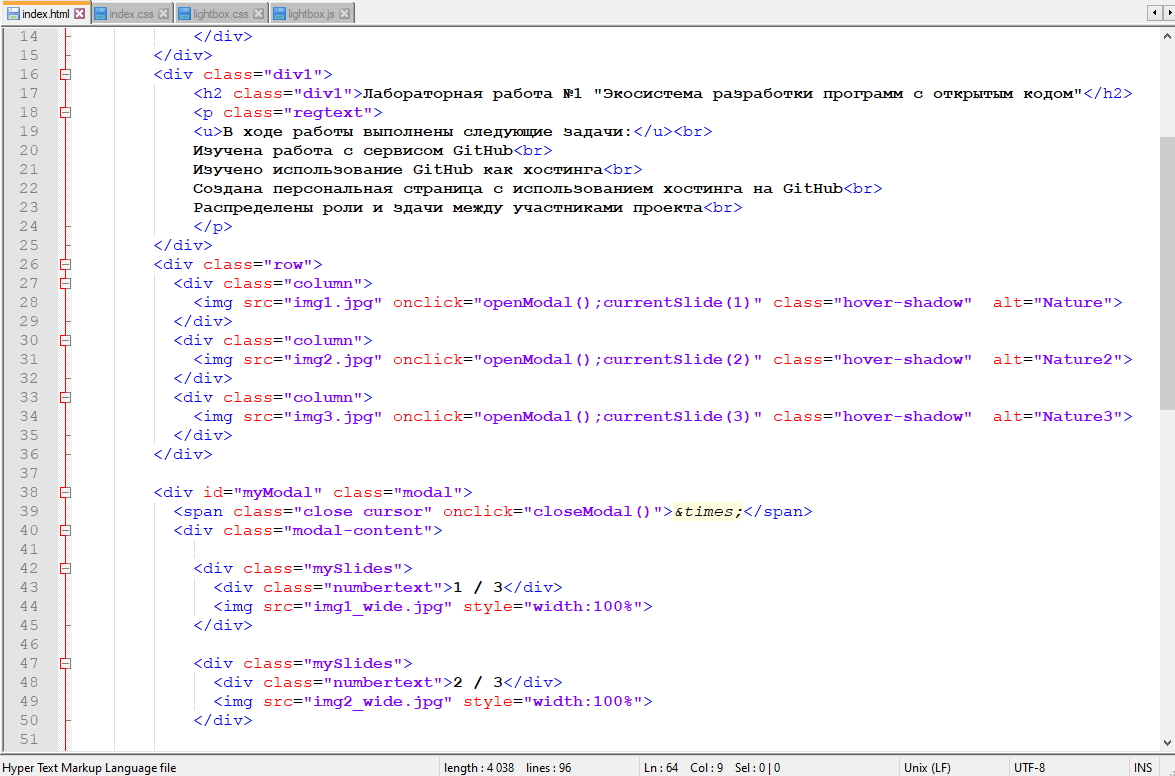 index.html index.css lightbox.css lightbox.js
14 </div>
15 </div>
16 <div class="div1">
17 <h2 class="div1">Лабораторная работа №1 "Экосистема разработки программ с открытым кодом"</h2>
18 <p class="regtext">
19 <u>В ходе работы выполнены следующие задачи:</u><br>
20 Изучена работа с сервисом GitHub<br>
21 Изучено использование GitHub как хостинга<br>
22 Создана персональная страница с использованием хостинга на GitHub<br>
23 Распределены роли и здачи между участниками проекта<br>
24 </p>
25 </div>
26 <div class="row">
27 <div class="column">
28 <img src="img1.jpg" onclick="openModal();currentSlide(1)" class="hover-shadow"  alt="Nature">
29 </div>
30 <div class="column">
31 <img src="img2.jpg" onclick="openModal();currentSlide(2)" class="hover-shadow"  alt="Nature2">
32 </div>
33 <div class="column">
34 <img src="img3.jpg" onclick="openModal();currentSlide(3)" class="hover-shadow"  alt="Nature3">
35 </div>
36 </div>
37
38 <div id="myModal" class="modal">
39 <span class="close cursor" onclick="closeModal()">&times;</span>
40 <div class="modal-content">
41
42 <div class="mySlides">
43 <div class="numbertext">1 / 3</div>
44 <img src="img1_wide.jpg" style="width:100%">
45 </div>
46
47 <div class="mySlides">
48 <div class="numbertext">2 / 3</div>
49 <img src="img2_wide.jpg" style="width:100%">
50 </div>
51
Hyper Text Markup Language file length : 4 038 lines : 96 Ln : 64 Col : 9 Sel : 0 | 0 Unix (LF) UTF-8 INS